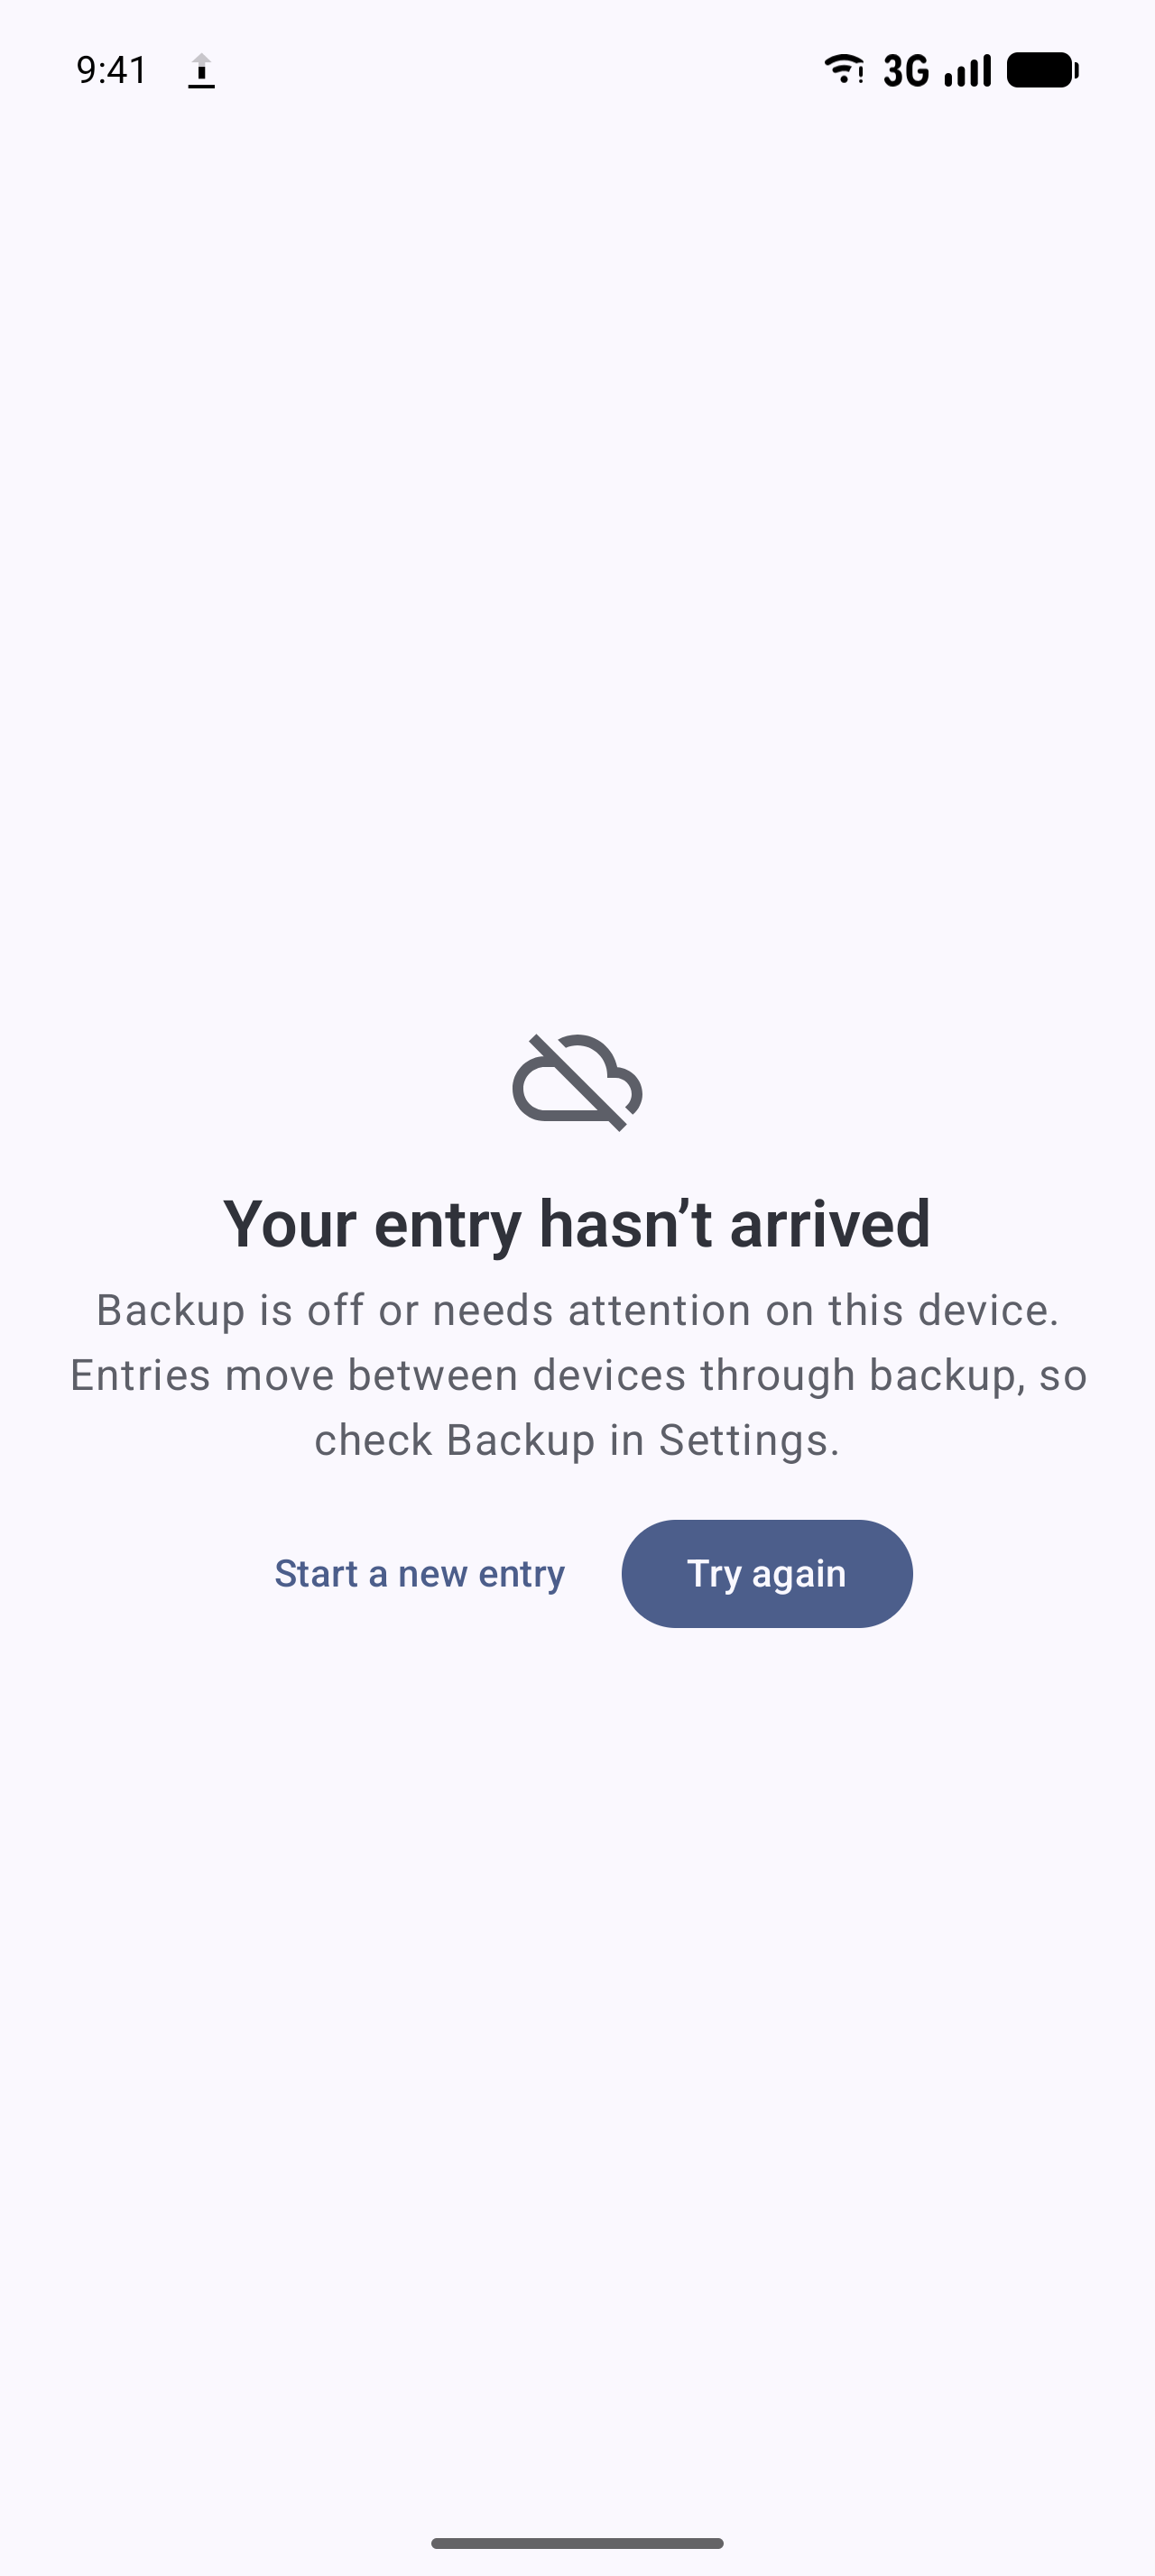 9:41
3G
Your entry hasn’t arrived
Backup is off or needs attention on this device.
Entries move between devices through backup, so
check Backup in Settings.
Start a new entry
Try again